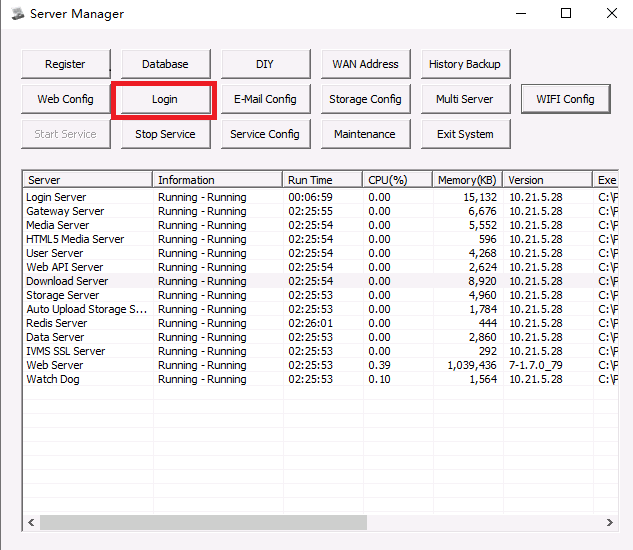 Server Manager
Register Database DIY WAN Address History Backup
Web Config Login E-Mail Config Storage Config Multi Server WIFI Config
Start Service Stop Service Service Config Maintenance Exit System
Server Information Run Time CPU(%) Memory(KB) Version Exe
Login Server Running - Running 00:06:59 0.00 15,132 10.21.5.28 C:\P
Gateway Server Running - Running 02:25:55 0.00 6,676 10.21.5.28 C:\P
Media Server Running - Running 02:25:54 0.00 5,552 10.21.5.28 C:\P
HTML5 Media Server Running - Running 02:25:54 0.00 596 10.21.5.28 C:\P
User Server Running - Running 02:25:54 0.00 4,268 10.21.5.28 C:\P
Web API Server Running - Running 02:25:54 0.00 2,624 10.21.5.28 C:\P
Download Server Running - Running 02:25:54 0.00 8,920 10.21.5.28 C:\P
Storage Server Running - Running 02:25:53 0.00 4,960 10.21.5.28 C:\P
Auto Upload Storage S... Running - Running 02:25:53 0.00 1,784 10.21.5.28 C:\P
Redis Server Running - Running 02:26:01 0.00 444 10.21.5.28 C:\P
Data Server Running - Running 02:25:53 0.00 2,860 10.21.5.28 C:\P
IVMS SSL Server Running - Running 02:25:53 0.00 292 10.21.5.28 C:\P
Web Server Running - Running 02:25:53 0.39 1,039,436 7-1.7.0_79 C:\P
Watch Dog Running - Running 02:25:53 0.10 1,564 10.21.5.28 C:\P